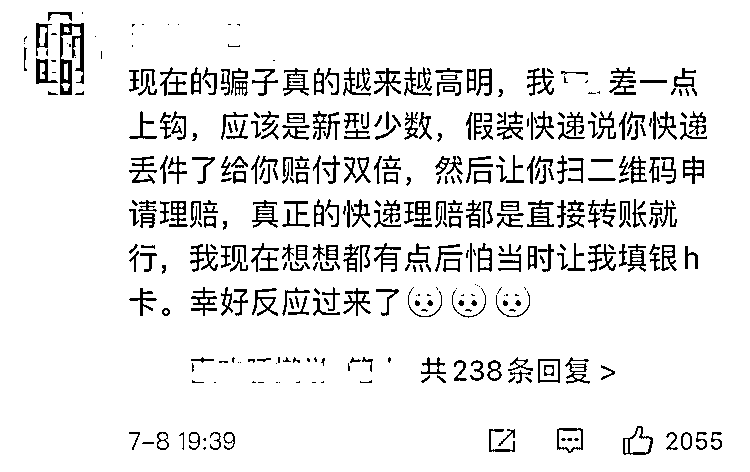 现在的骗子真的越来越高明，我 差一点
上钩，应该是新型少数，假装快递说你快递
丢件了给你赔付双倍，然后让你扫二维码申
请理赔，真正的快递理赔都是直接转账就
行，我现在想想都有点后怕当时让我填银h
卡。幸好反应过来了🥺🥺🥺
共238条回复 >
7-8 19:39 2055